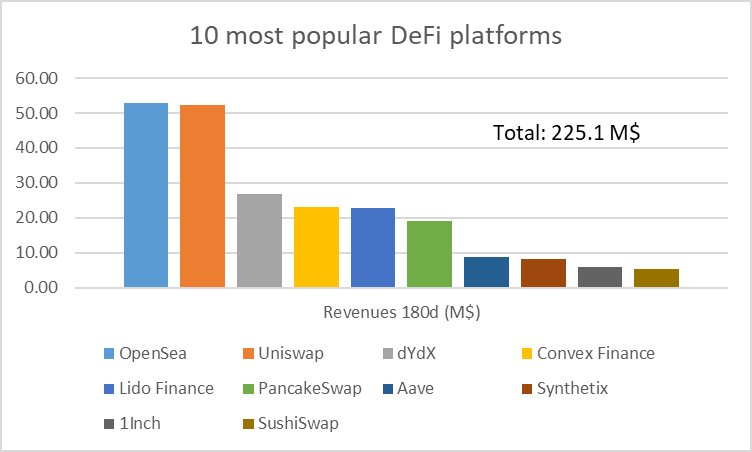 10 most popular DeFi platforms
60.00
50.00
Total: 225.1 M$
40.00
30.00
20.00
10.00
0.00
Revenues 180d (M$)
OpenSea Uniswap dYdX Convex Finance
Lido Finance PancakeSwap Aave Synthetix
1Inch SushiSwap